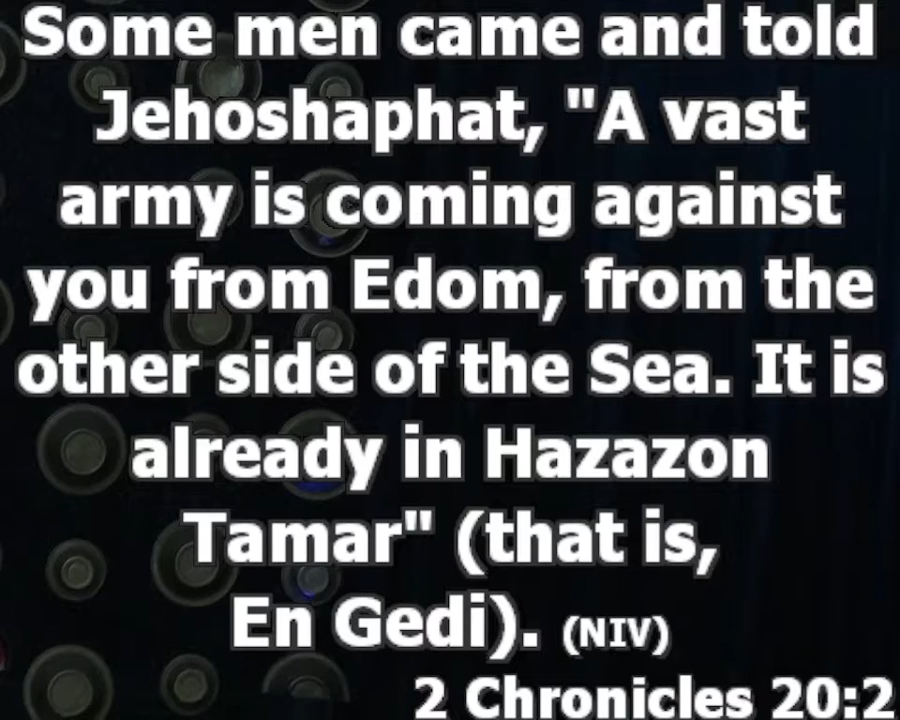 Some men came and told
Jehoshaphat, "A vast
army is coming against
you from Edom, from the
other side of the Sea. It is
already in Hazazon
Tamar" (that is,
En Gedi). (NIV)
2 Chronicles 20:2